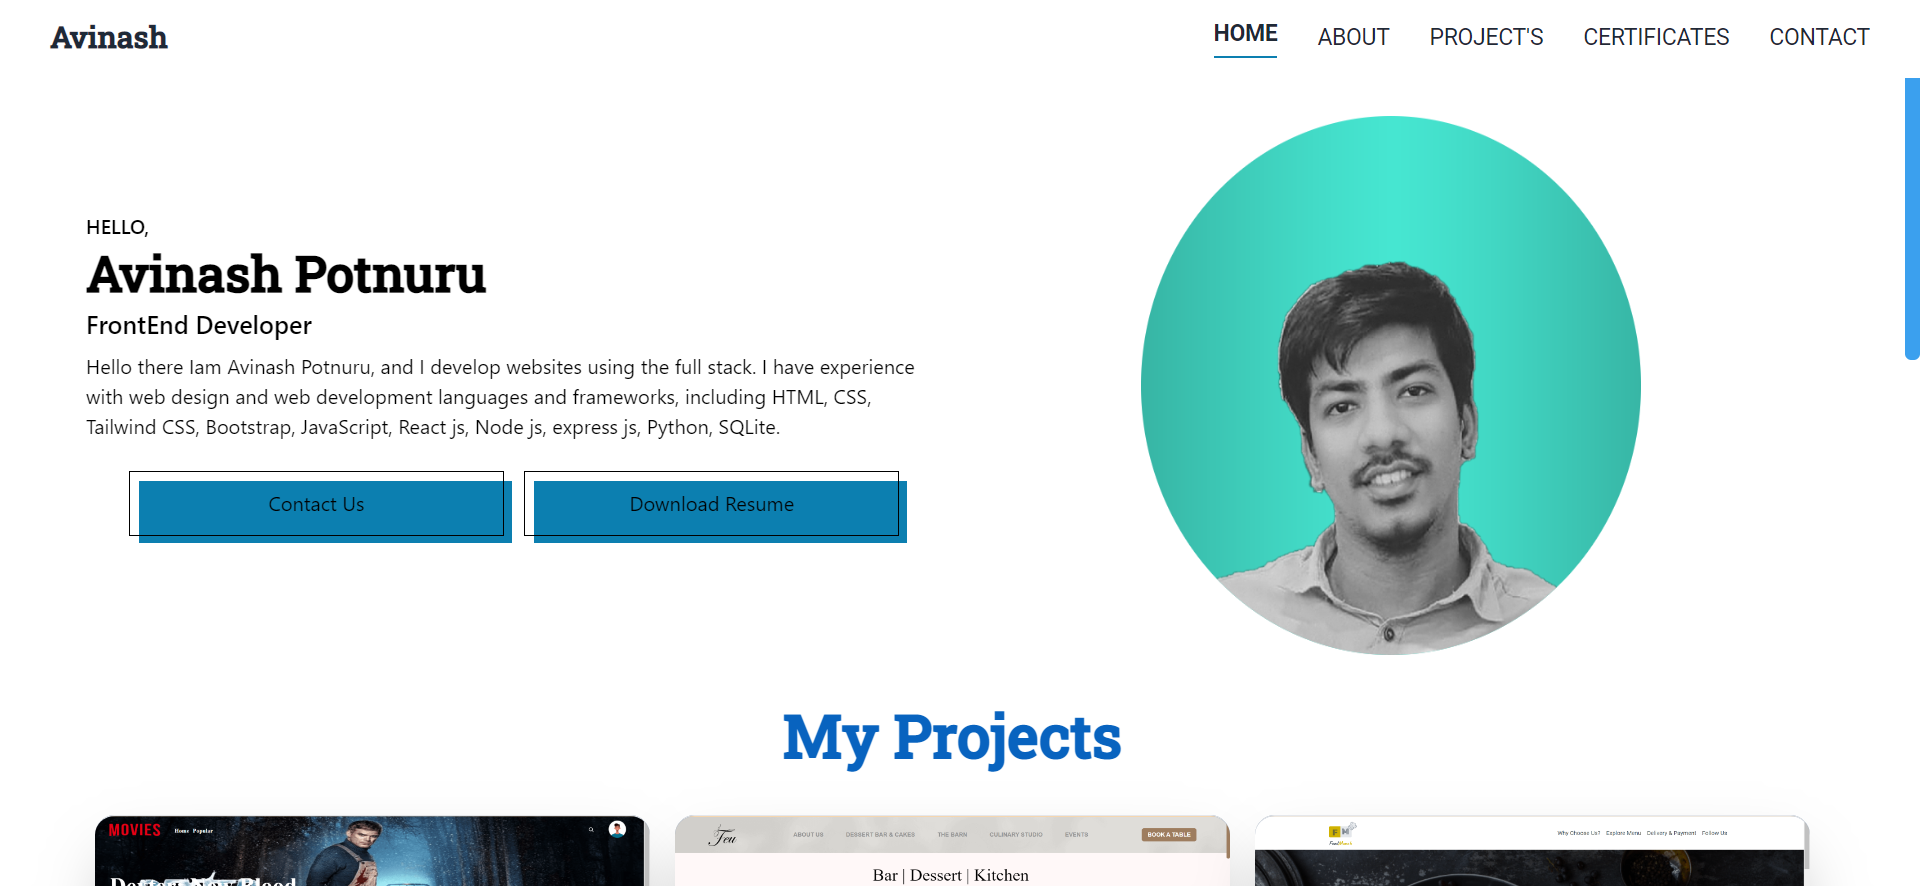 Avinash
HOME ABOUT PROJECT'S CERTIFICATES CONTACT
HELLO,
Avinash Potnuru
FrontEnd Developer
Hello there Iam Avinash Potnuru, and I develop websites using the full stack. I have experience
with web design and web development languages and frameworks, including HTML, CSS,
Tailwind CSS, Bootstrap, JavaScript, React js, Node js, express js, Python, SQLite.
Contact Us Download Resume
My Projects
MOVIES Home Popular
Feu ABOUT US DESSERT BAR & CAKES THE BARN CULINARY STUDIO EVENTS BOOK A TABLE
Bar | Dessert | Kitchen
Why Choose Us? Explore Menu Delivery & Payment Follow Us